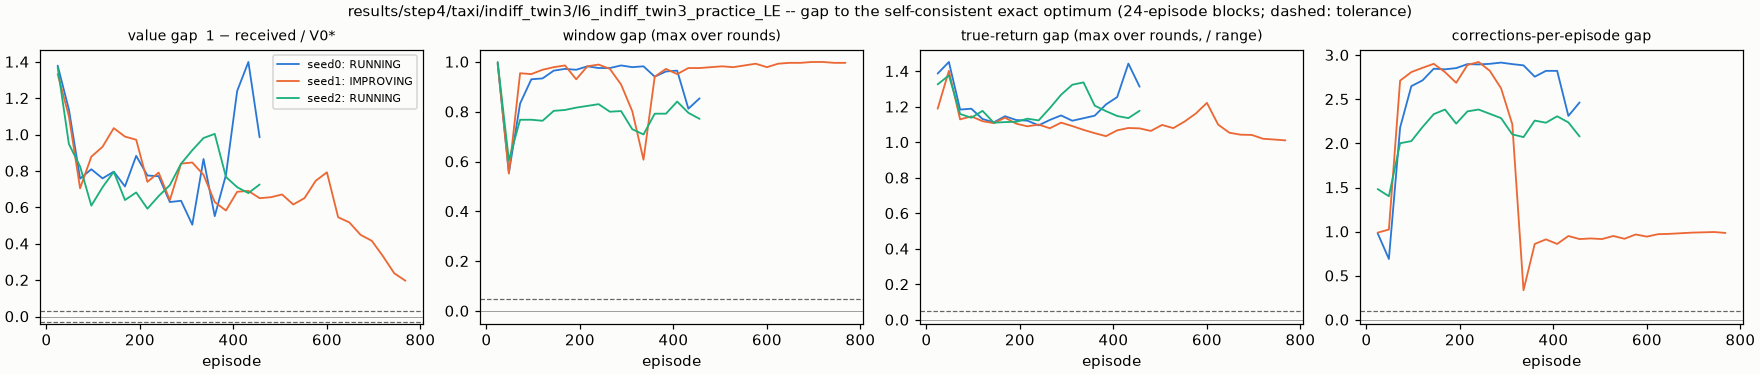 results/step4/taxi/indiff_twin3/l6_indiff_twin3_practice_LE -- gap to the self-consistent exact optimum (24-episode blocks; dashed: tolerance)
value gap 1 − received / V0*
1.4
1.2
1.0
0.8
0.6
0.4
0.2
0.0
seed0: RUNNING
seed1: IMPROVING
seed2: RUNNING
0 200 400 600 800
episode
window gap (max over rounds)
1.0
0.8
0.6
0.4
0.2
0.0
0 200 400 600 800
episode
true-return gap (max over rounds, / range)
1.4
1.2
1.0
0.8
0.6
0.4
0.2
0.0
0 200 400 600 800
episode
corrections-per-episode gap
3.0
2.5
2.0
1.5
1.0
0.5
0.0
0 200 400 600 800
episode